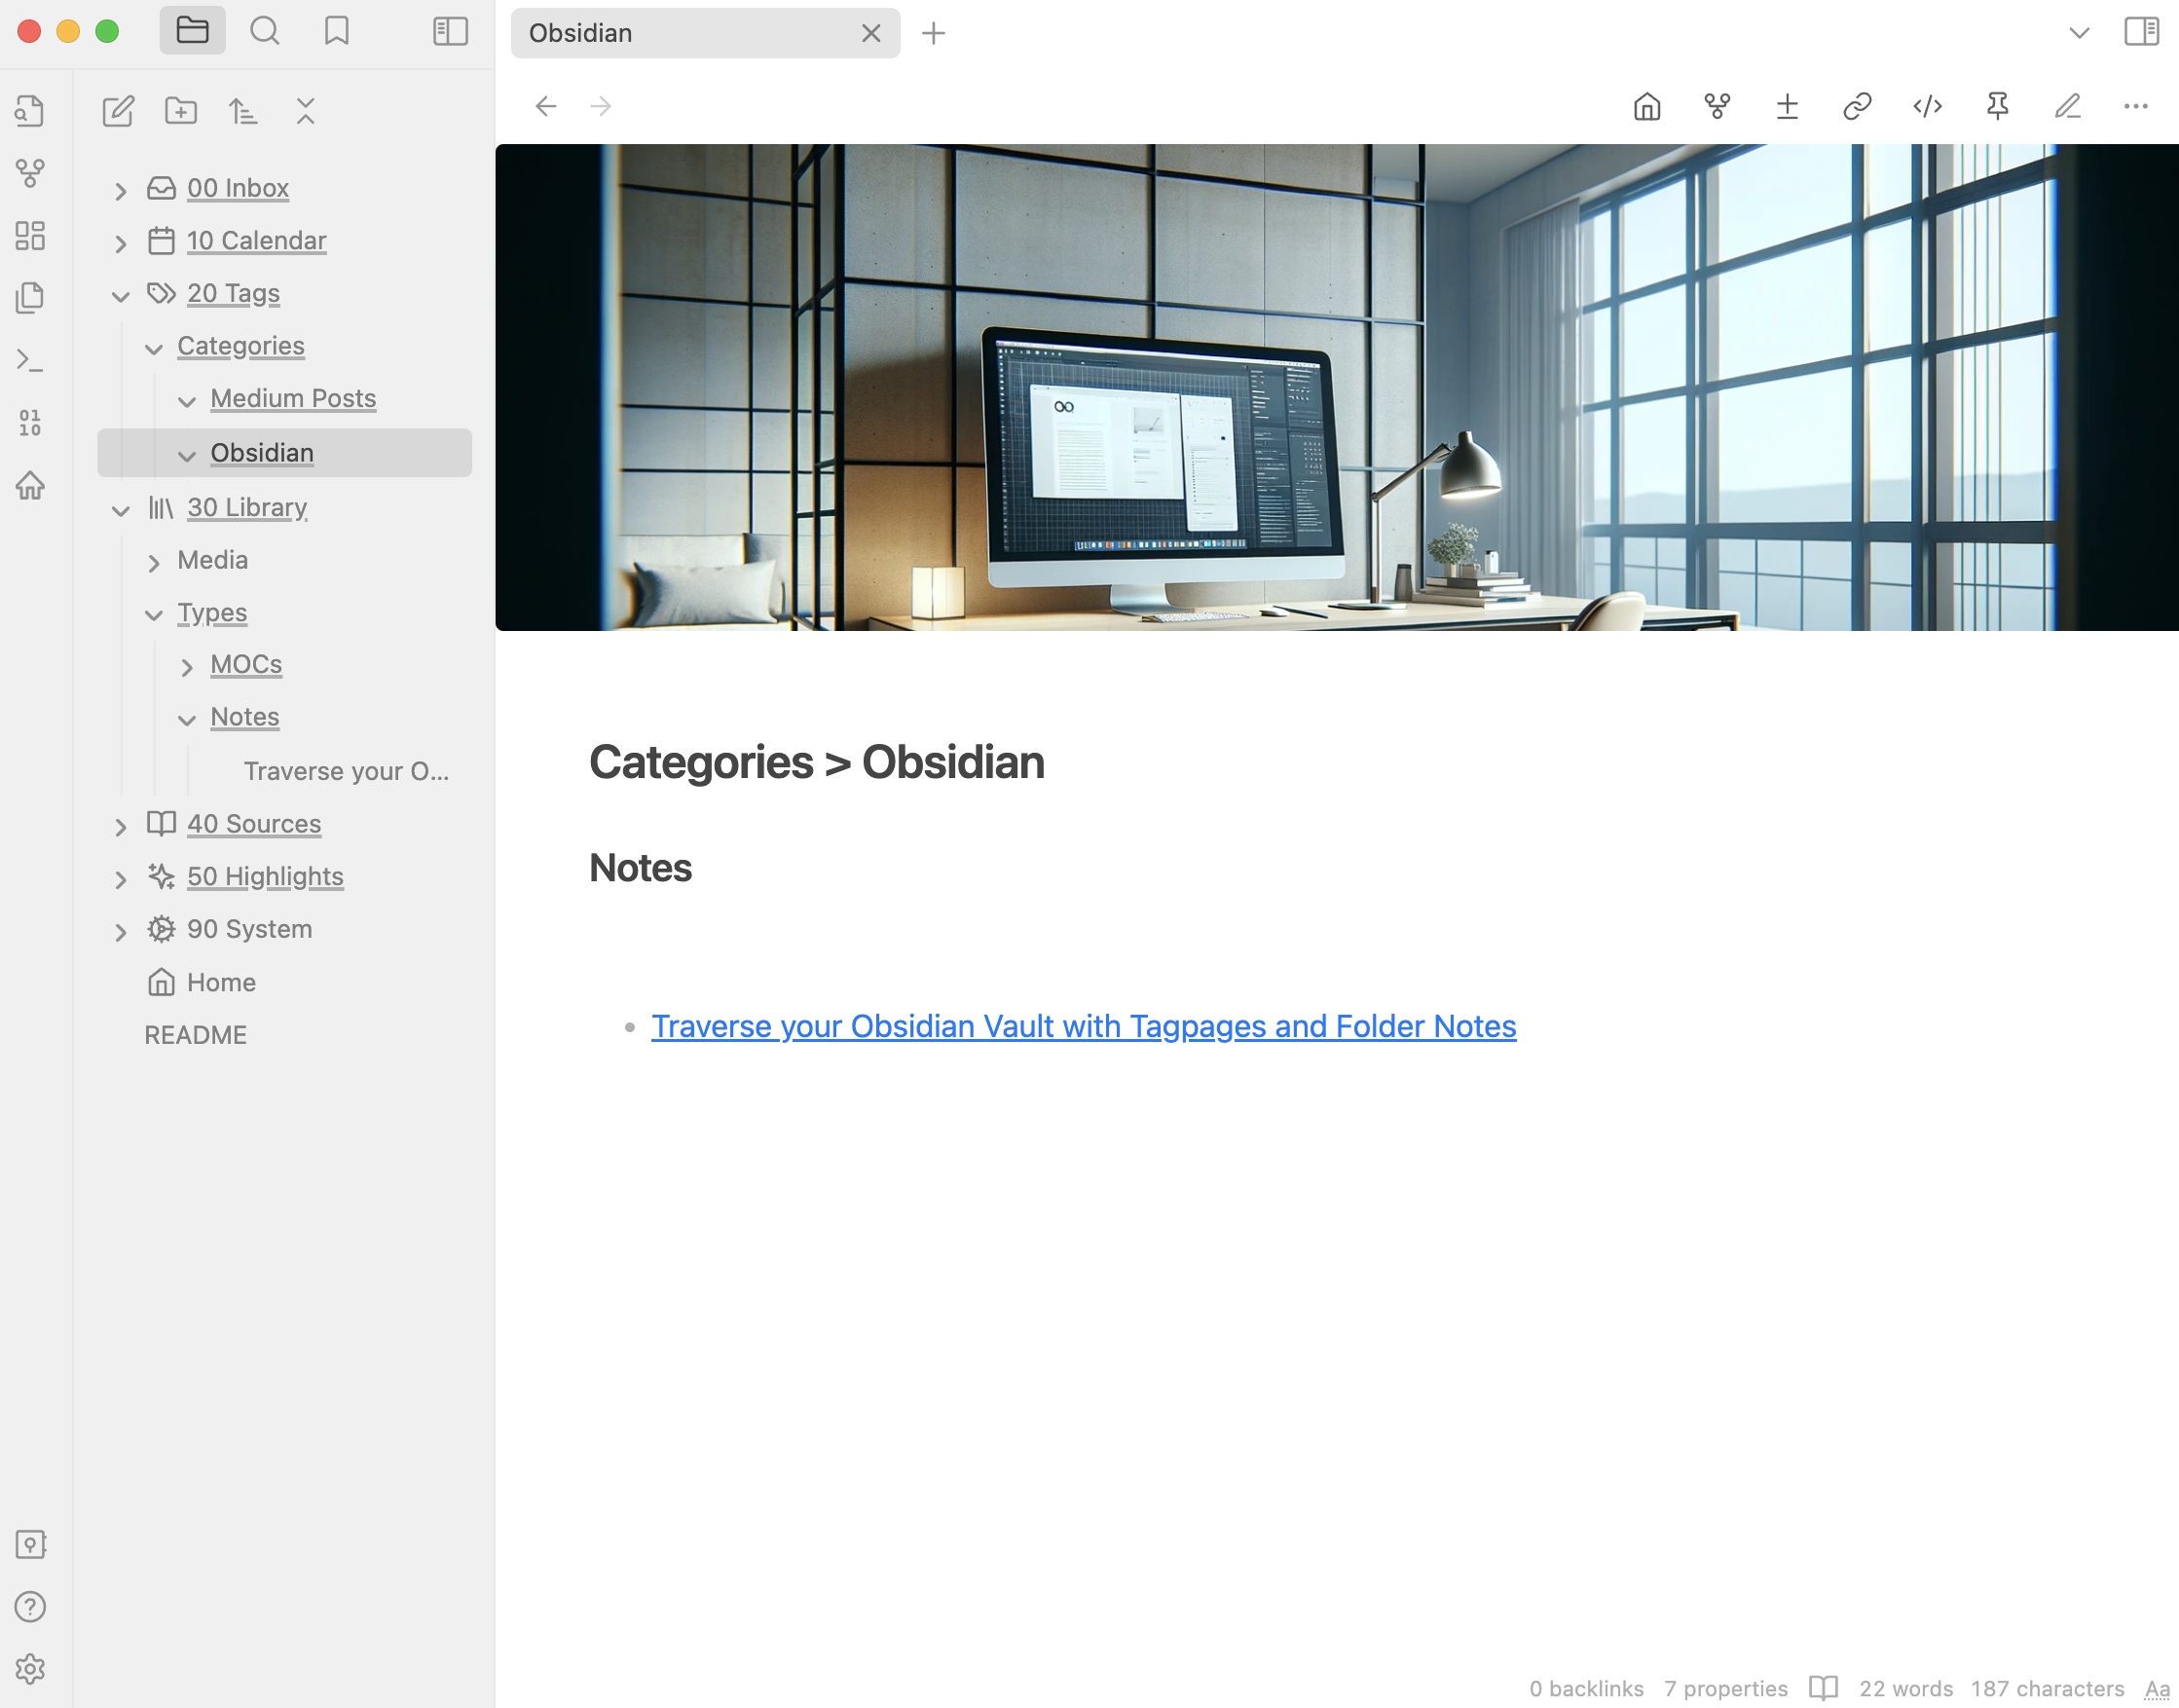 Obsidian
00 Inbox
10 Calendar
20 Tags
Categories
Medium Posts
Obsidian
30 Library
Media
Types
MOCs
Notes
Traverse your O...
40 Sources
50 Highlights
90 System
Home
README
Categories > Obsidian
Notes
Traverse your Obsidian Vault with Tagpages and Folder Notes
0 backlinks 7 properties 22 words 187 characters Aa